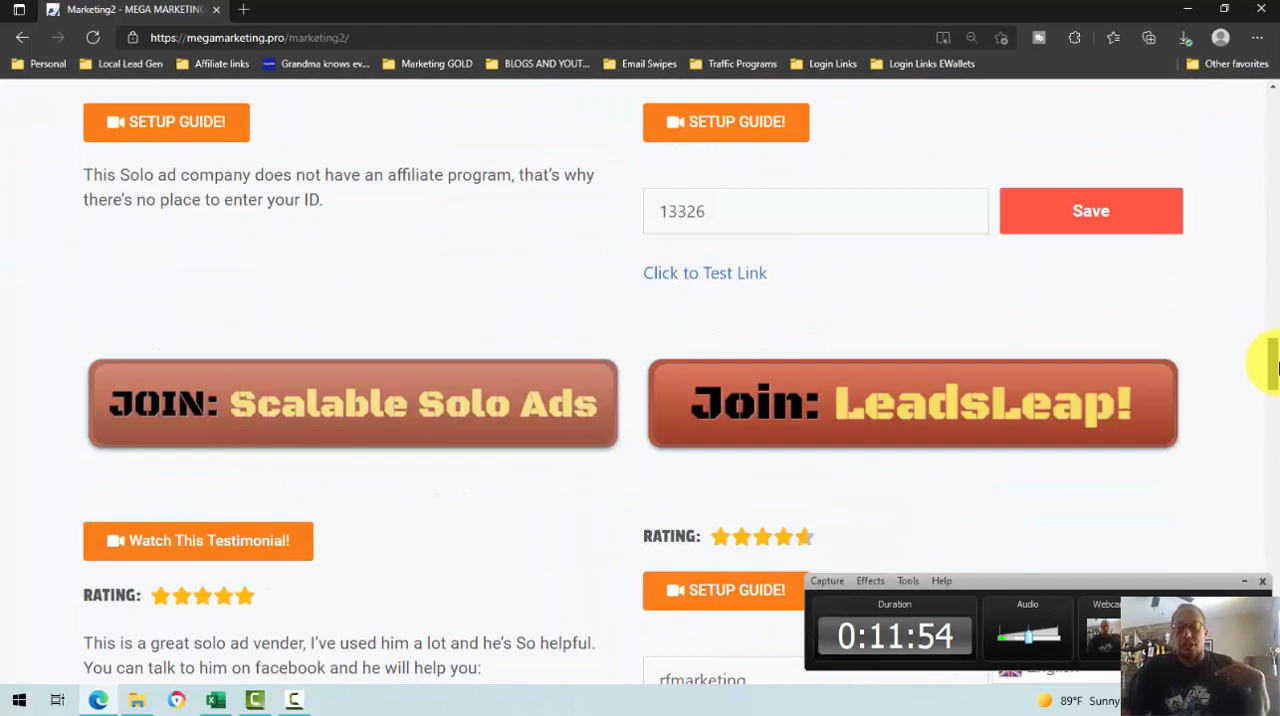 Marketing2 - MEGA MARKETING
https://megamarketing.pro/marketing2/
Personal
Local Lead Gen
Affiliate links
Grandma knows ev...
Marketing GOLD
BLOGS AND YOUT...
Email Swipes
Traffic Programs
Login Links
Login Links EWallets
Other favorites
SETUP GUIDE!
SETUP GUIDE!
This Solo ad company does not have an affiliate program, that's why
there's no place to enter your ID.
13326
Save
Click to Test Link
JOIN: Scalable Solo Ads
Join: LeadsLeap!
Watch This Testimonial!
RATING:
RATING:
SETUP GUIDE!
This is a great solo ad vender, I've used him a lot and he's So helpful.
You can talk to him on facebook and he will help you:
rfmarketing
Capture Effects Tools Help
Duration
Audio
0:11:54
89°F Sunny